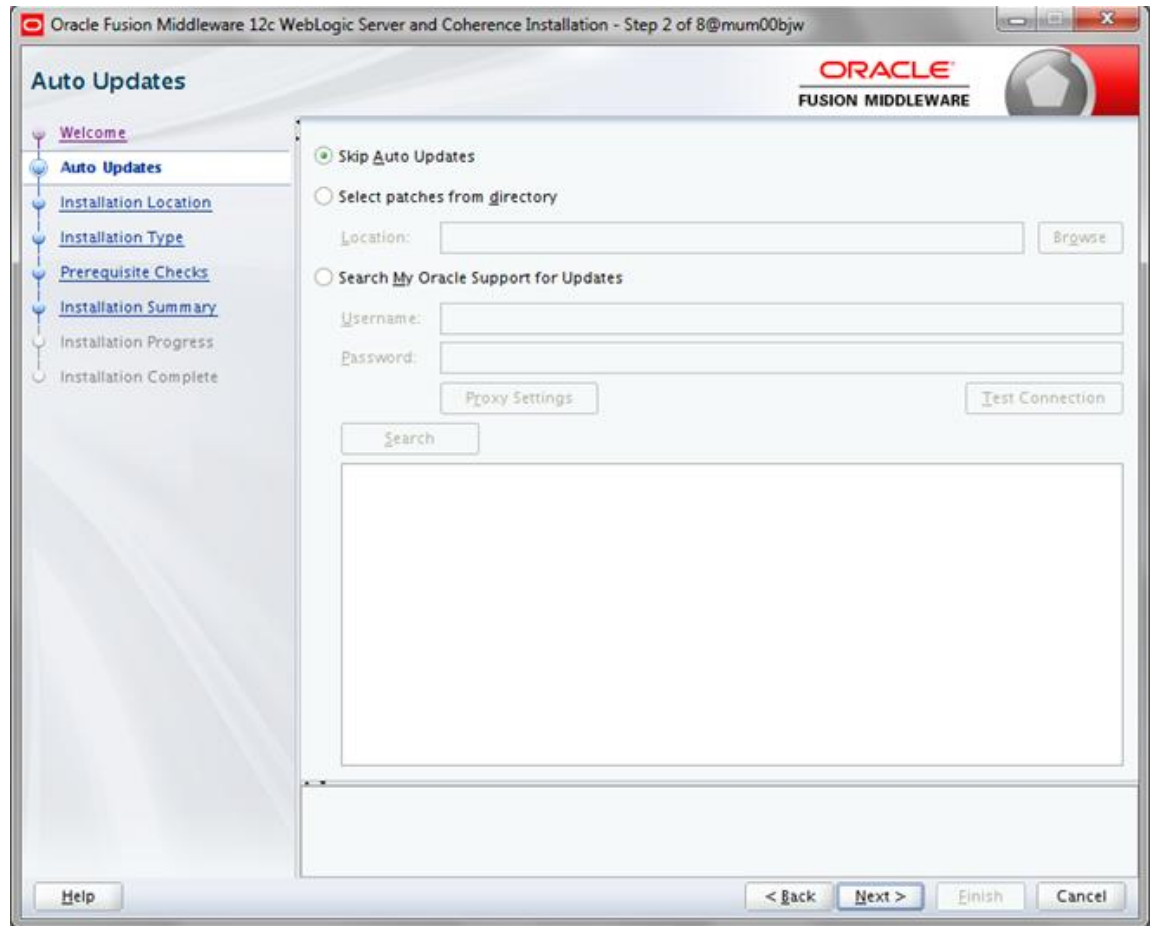 Oracle Fusion Middleware 12c WebLogic Server and Coherence Installation - Step 2 of 8@mum00bjw
Auto Updates
ORACLE
FUSION MIDDLEWARE
Welcome
Auto Updates
Installation Location
Installation Type
Prerequisite Checks
Installation Summary
Installation Progress
Installation Complete
Skip Auto Updates
Select patches from directory
Location:
Browse
Search My Oracle Support for Updates
Username:
Password:
Proxy Settings
Test Connection
Search
Help
< Back
Next >
Finish
Cancel